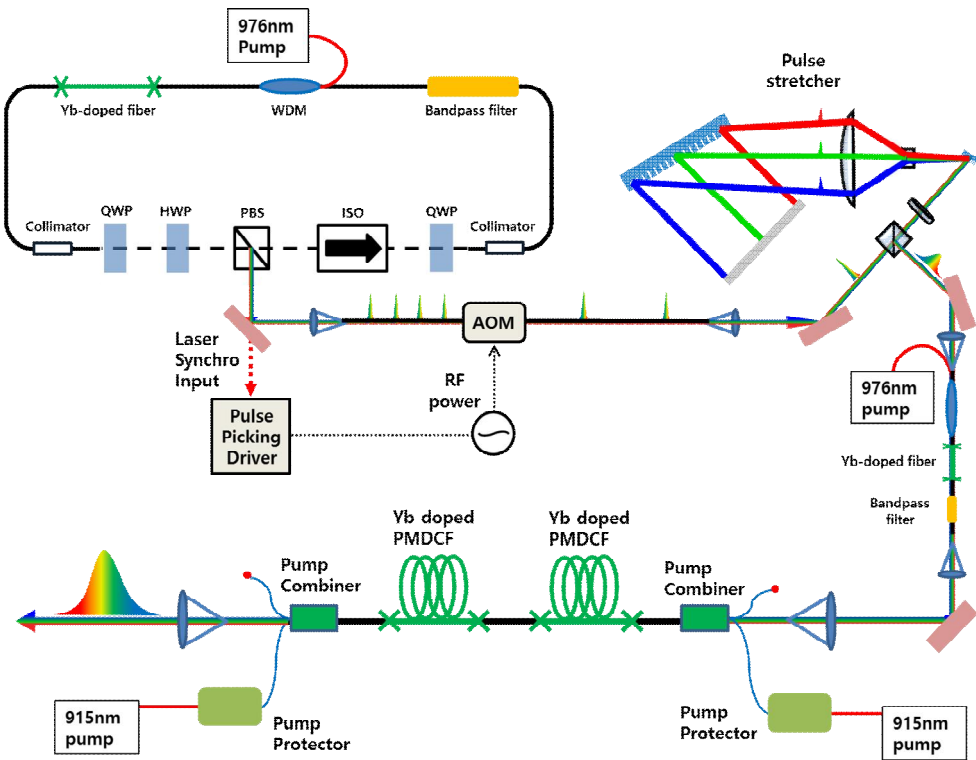 976nm
Pump
Yb-doped fiber
WDM
Bandpass filter
Pulse
stretcher
Collimator
QWP
HWP
PBS
ISO
QWP
Collimator
Laser
Synchro
Input
AOM
RF
power
Pulse
Picking
Driver
976nm
pump
Yb-doped fiber
Bandpass
filter
Yb doped
PMDCF
Yb doped
PMDCF
Pump
Combiner
Pump
Combiner
915nm
pump
Pump
Protector
Pump
Protector
915nm
pump